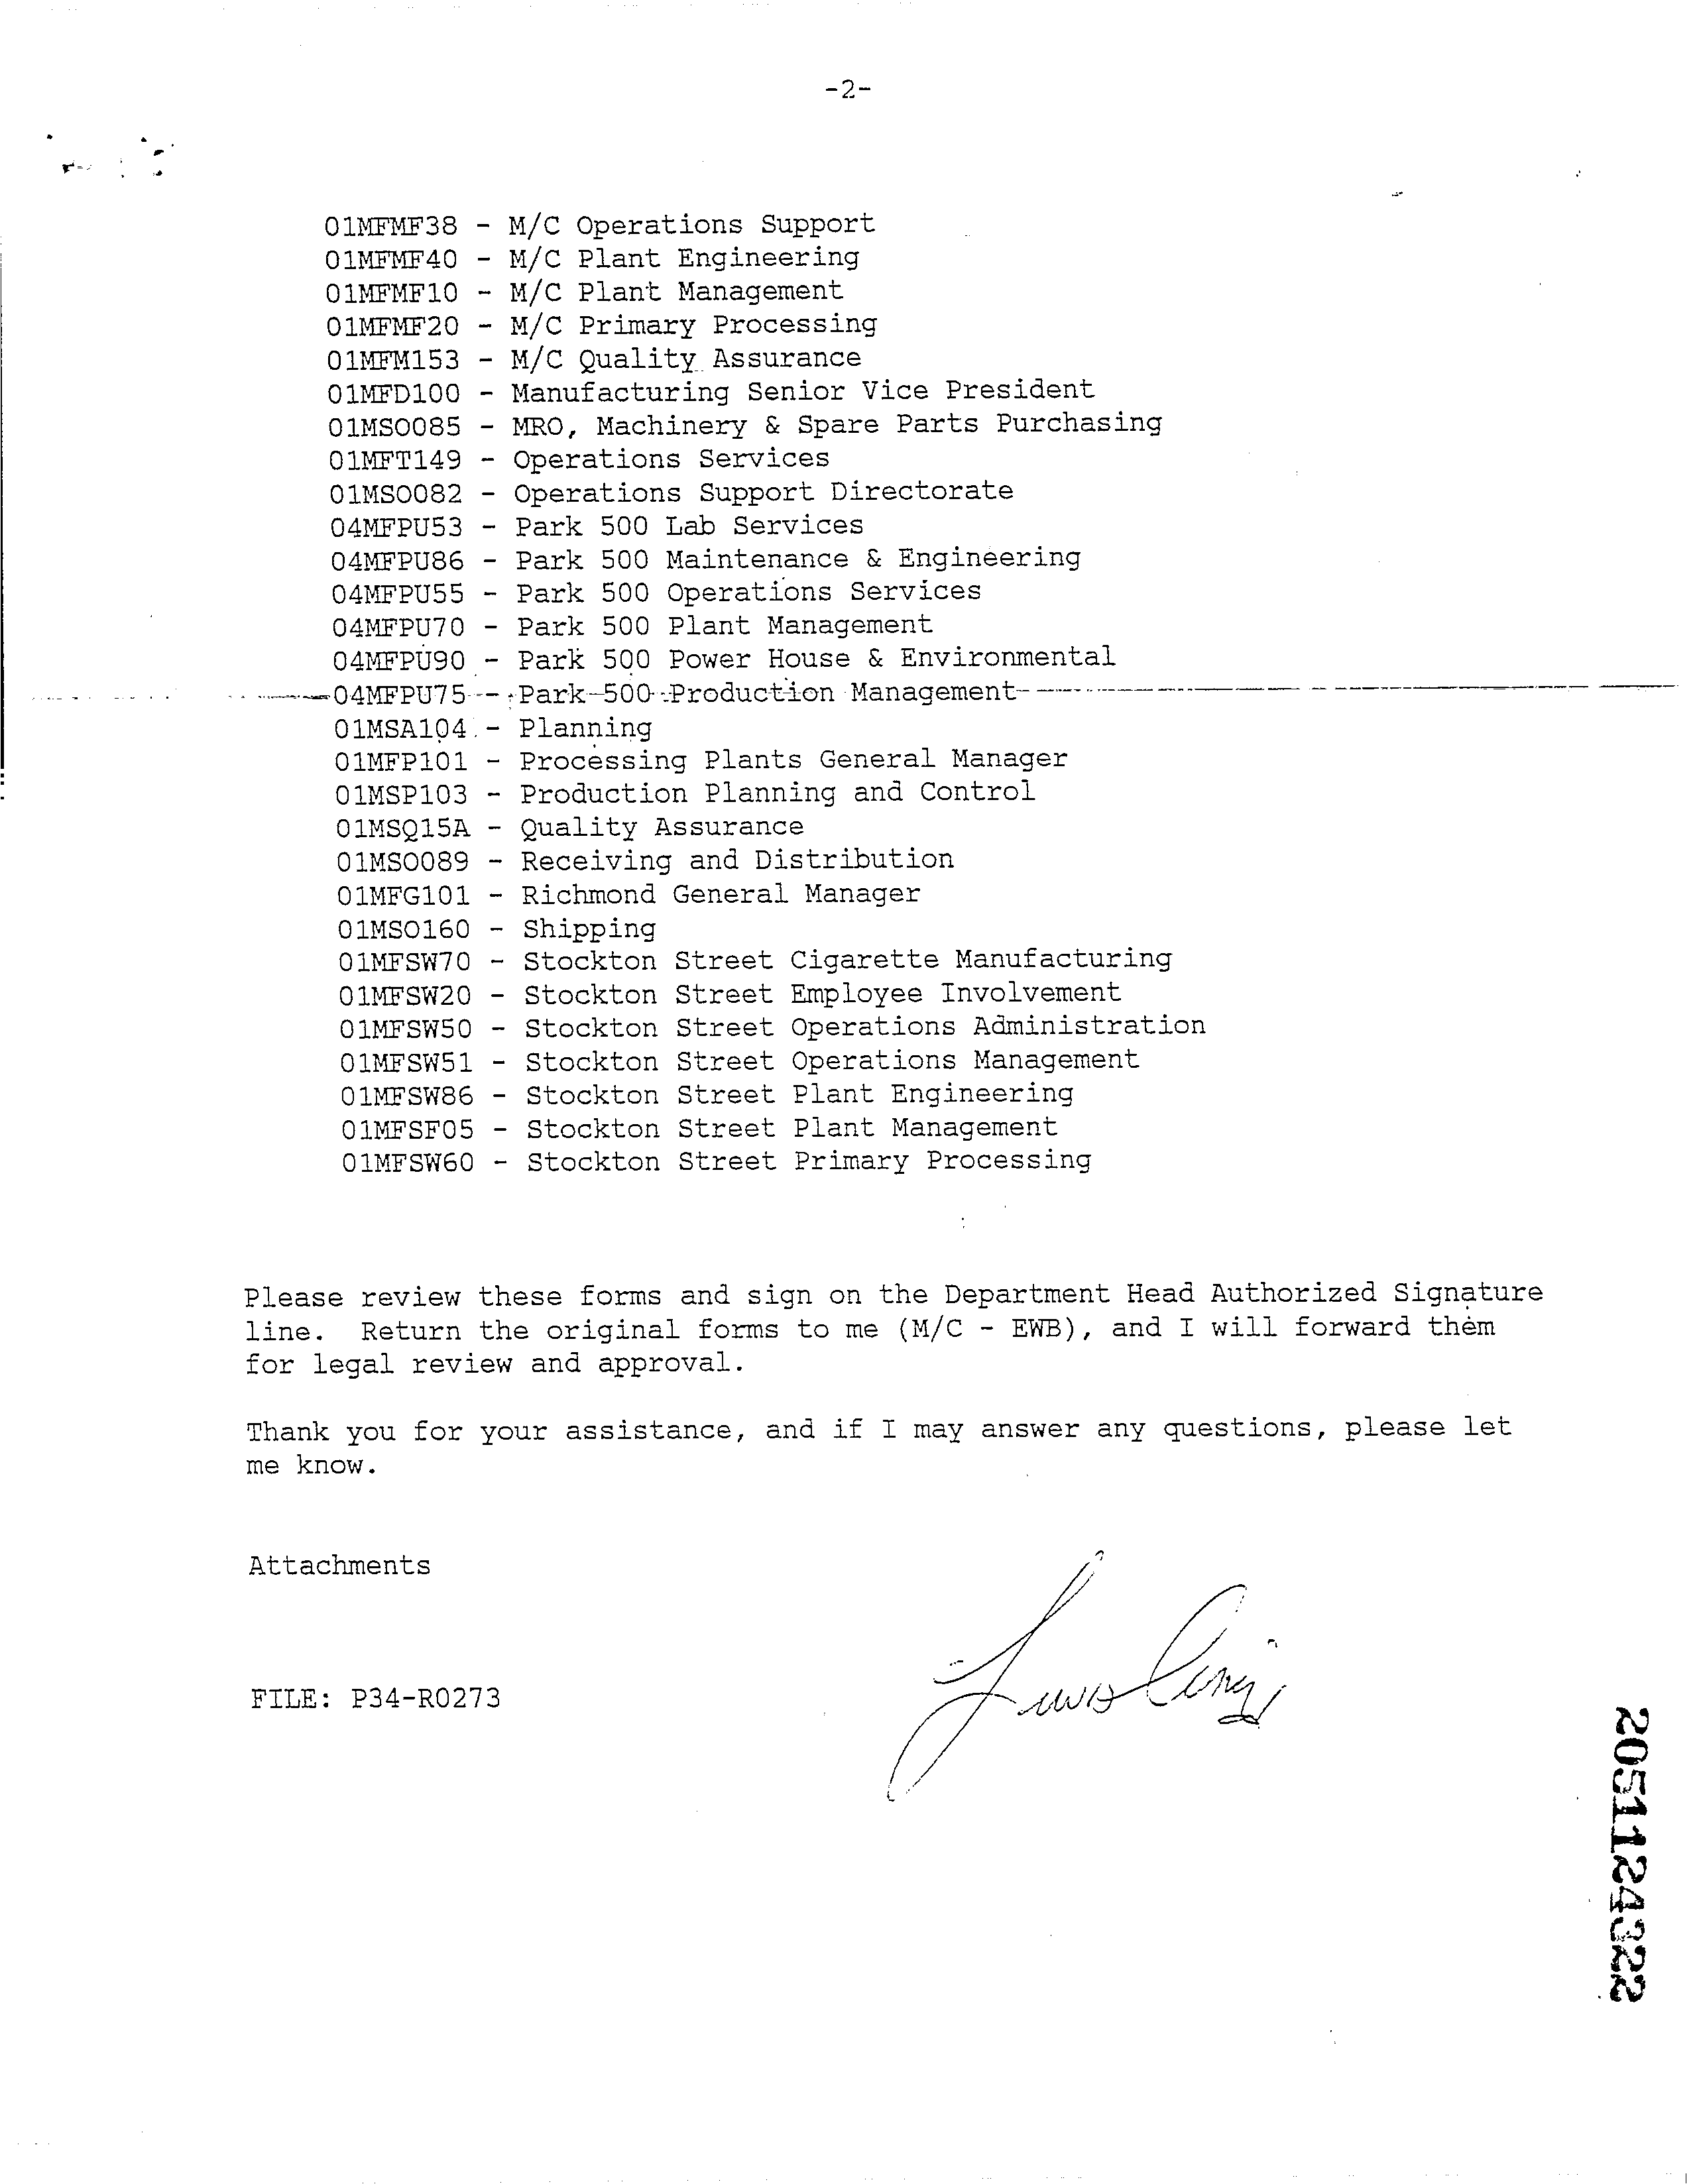 -2-
01MFMF38 - M/C Operations Support
01MFMF40 - M/C Plant Engineering
01MFMF10 - M/C Plant Management
01MFMF20 - M/C Primary Processing
01MFM153 - M/C Quality Assurance
01MFD100 - Manufacturing Senior Vice President
01MSO085 - MRO, Machinery & Spare Parts Purchasing
01MFT149 - Operations Services
01MSO082 - Operations Support Directorate
04MFPU53 - Park 500 Lab Services
04MFPU86 - Park 500 Maintenance & Engineering
04MFPU55 - Park 500 Operations Services
04MFPU70 - Park 500 Plant Management
04MFPU90 - Park 500 Power House & Environmental
04MFPU75 - Park 500 Production Management
01MSA104 - Planning
01MFP101 - Processing Plants General Manager
01MSP103 - Production Planning and Control
01MSQ15A - Quality Assurance
01MSO089 - Receiving and Distribution
01MFG101 - Richmond General Manager
01MSO160 - Shipping
01MFSW70 - Stockton Street Cigarette Manufacturing
01MFSW20 - Stockton Street Employee Involvement
01MFSW50 - Stockton Street Operations Administration
01MFSW51 - Stockton Street Operations Management
01MFSW86 - Stockton Street Plant Engineering
01MFSF05 - Stockton Street Plant Management
01MFSW60 - Stockton Street Primary Processing
Please review these forms and sign on the Department Head Authorized Signature
line. Return the original forms to me (M/C - EWB), and I will forward them
for legal review and approval.
Thank you for your assistance, and if I may answer any questions, please let
me know.
Attachments
FILE: P34-R0273
2051124322